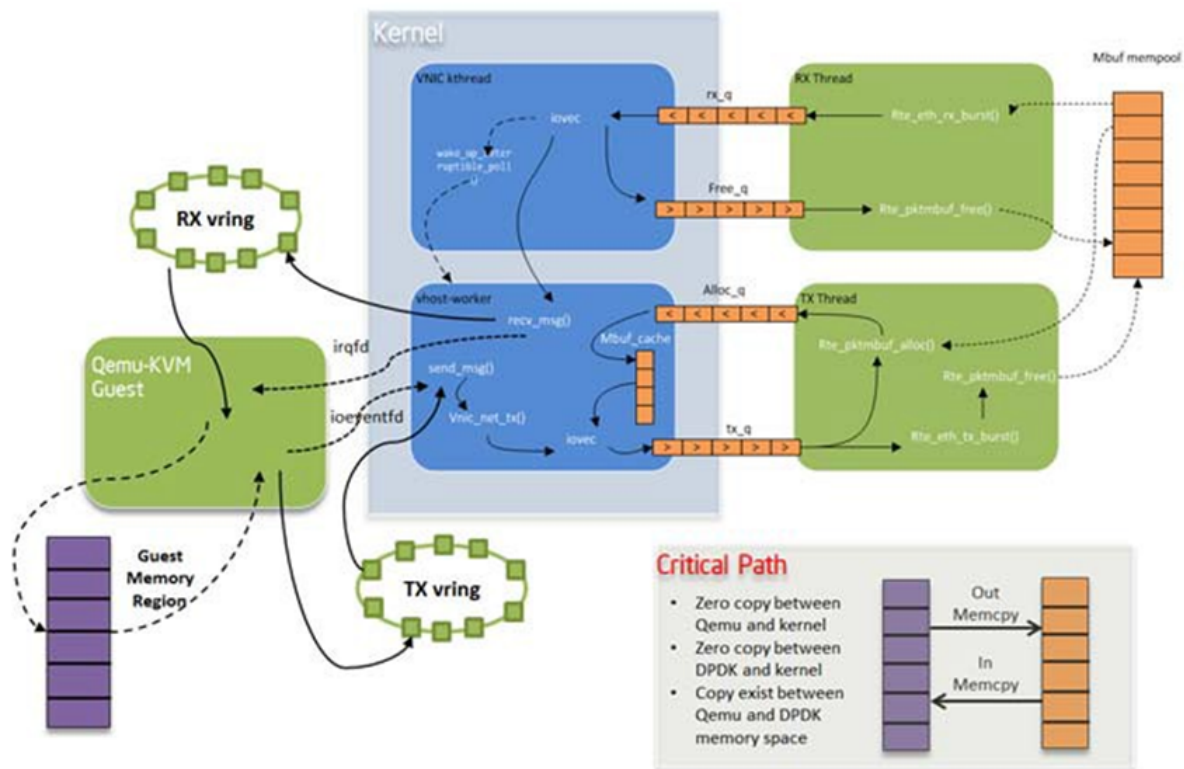 Kernel
VNIC kthread
iovec
wake_up_inter
ruptible_poll
()
rx_q
< < < < <
RX Thread
Rte_eth_rx_burst()
Mbuf mempool
Free_q
> > > > >
Rte_pktmbuf_free()
RX vring
vhost-worker
recv_msg()
Alloc_q
< < < < <
Mbuf_cache
TX Thread
Rte_pktmbuf_alloc()
Rte_pktmbuf_free()
Rte_eth_tx_burst()
send_msg()
Vnic_net_tx()
iovec
tx_q
> > > > >
irqfd
ioeventfd
Qemu-KVM
Guest
Guest
Memory
Region
TX vring
Critical Path
• Zero copy between
Qemu and kernel
• Zero copy between
DPDK and kernel
• Copy exist between
Qemu and DPDK
memory space
Out
Memcpy
In
Memcpy